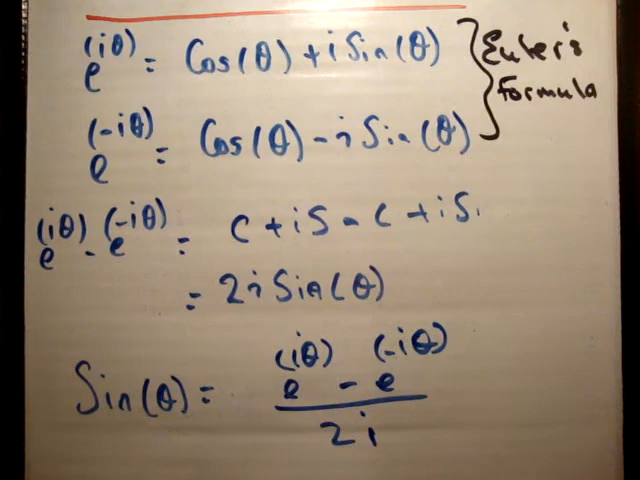 e^(iθ) = Cos(θ) + i Sin(θ)
e^(-iθ) = Cos(θ) - i Sin(θ)
Euler's
formula
e^(iθ) - e^(-iθ) = C + iS - C + iS.
= 2i Sin(θ)
Sin(θ) = (e^(iθ) - e^(-iθ)) / 2i